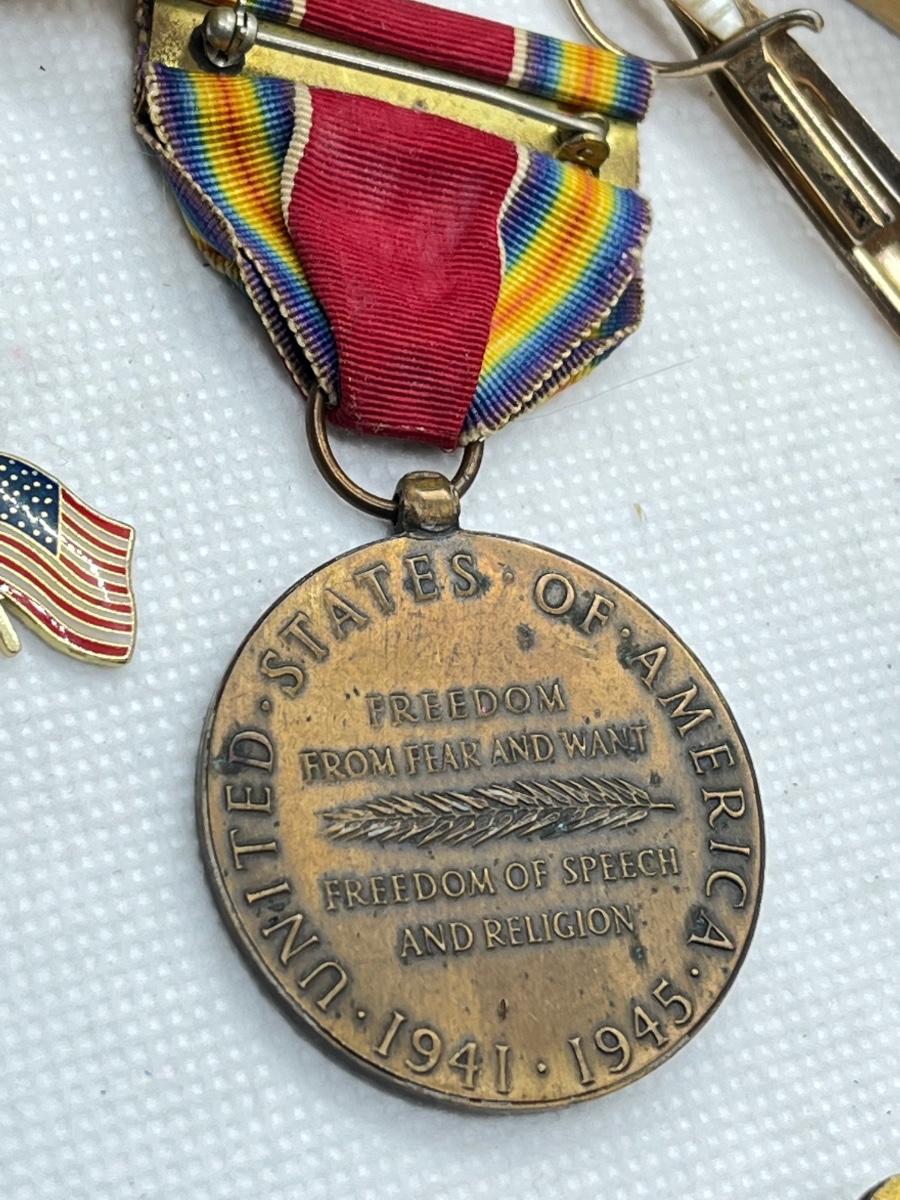 UNITED · STATES · OF · AMERICA · 1941 · 1945 ·
FREEDOM
FROM FEAR AND WANT
FREEDOM OF SPEECH
AND RELIGION